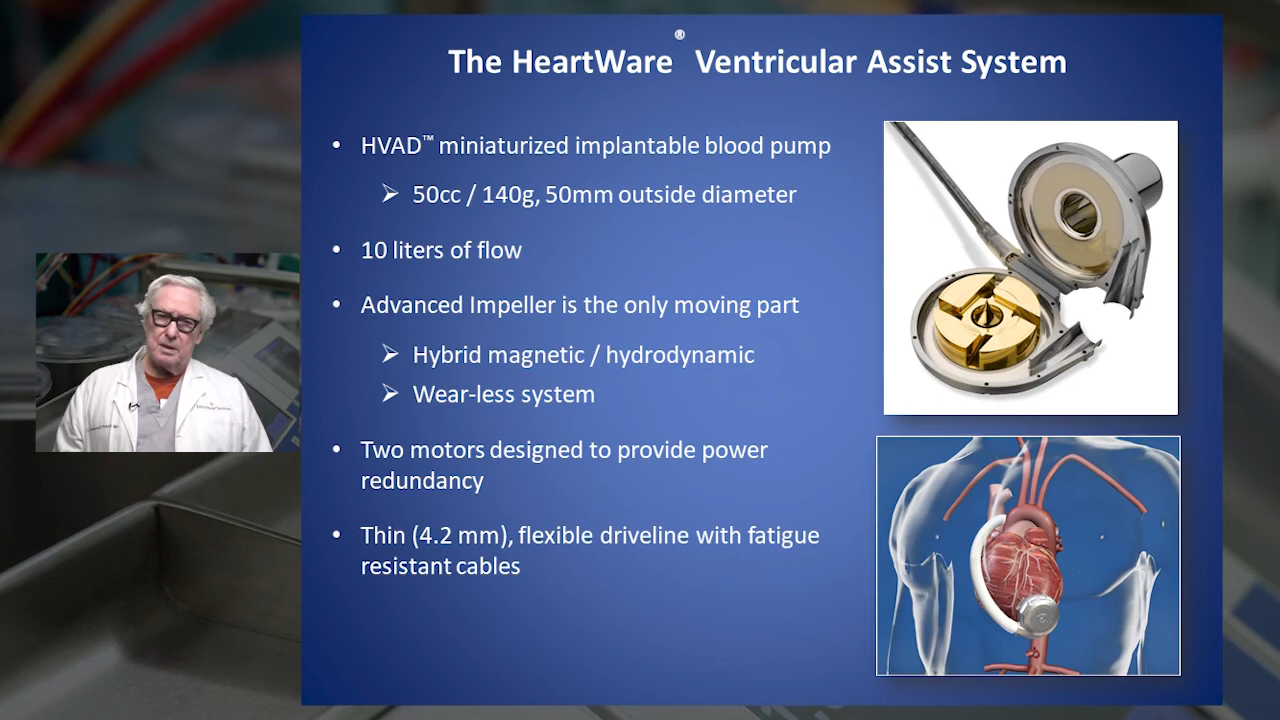 The HeartWare® Ventricular Assist System
• HVAD™ miniaturized implantable blood pump
➢ 50cc / 140g, 50mm outside diameter
• 10 liters of flow
• Advanced Impeller is the only moving part
➢ Hybrid magnetic / hydrodynamic
➢ Wear-less system
• Two motors designed to provide power
redundancy
• Thin (4.2 mm), flexible driveline with fatigue
resistant cables